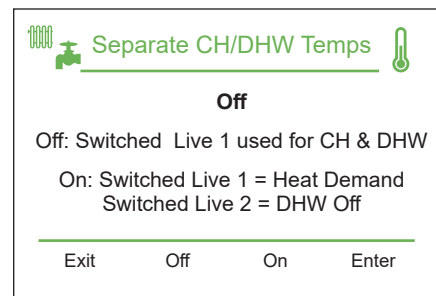 Separate CH/DHW Temps
Off
Off: Switched Live 1 used for CH & DHW
On: Switched Live 1 = Heat Demand
Switched Live 2 = DHW Off
Exit Off On Enter